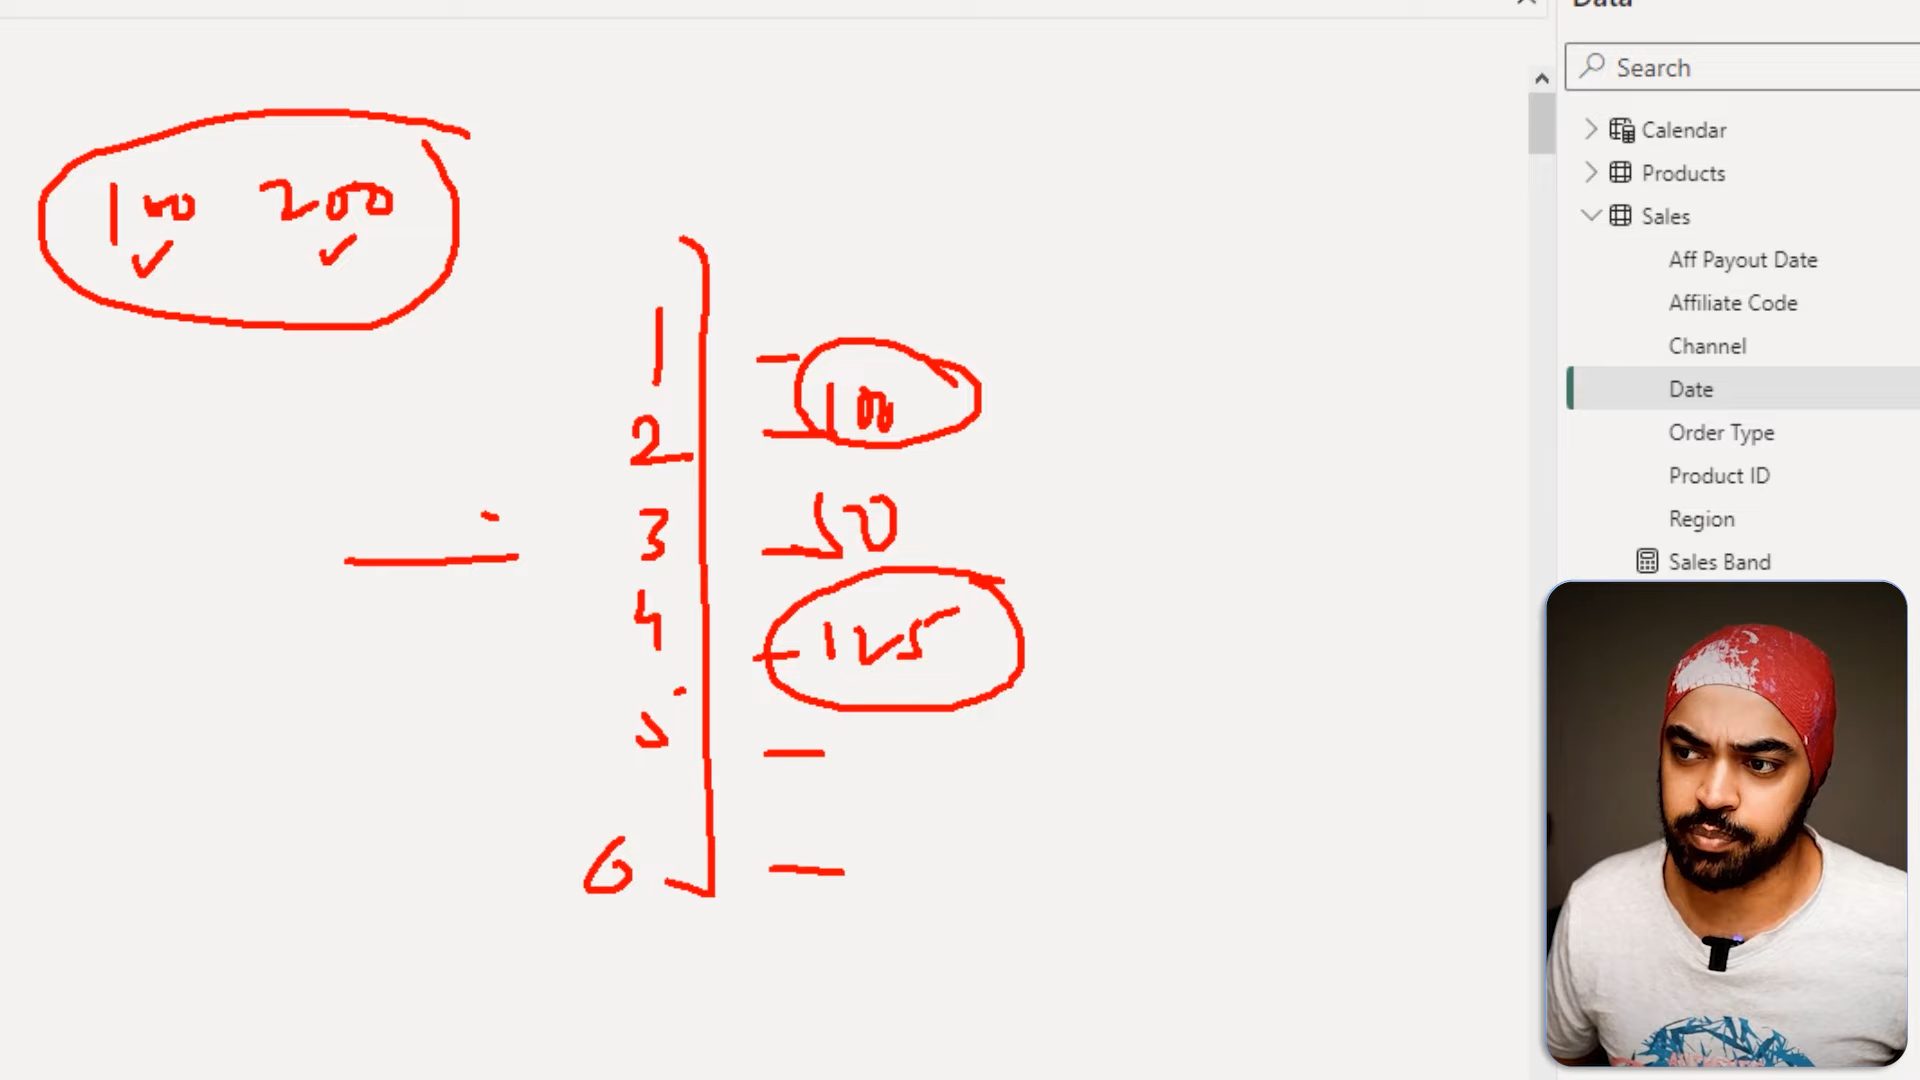 Data
Search
Calendar
Products
Sales
Aff Payout Date
Affiliate Code
Channel
Date
Order Type
Product ID
Region
Sales Band
100 200
1
2 100
3 50
4 125
5
6